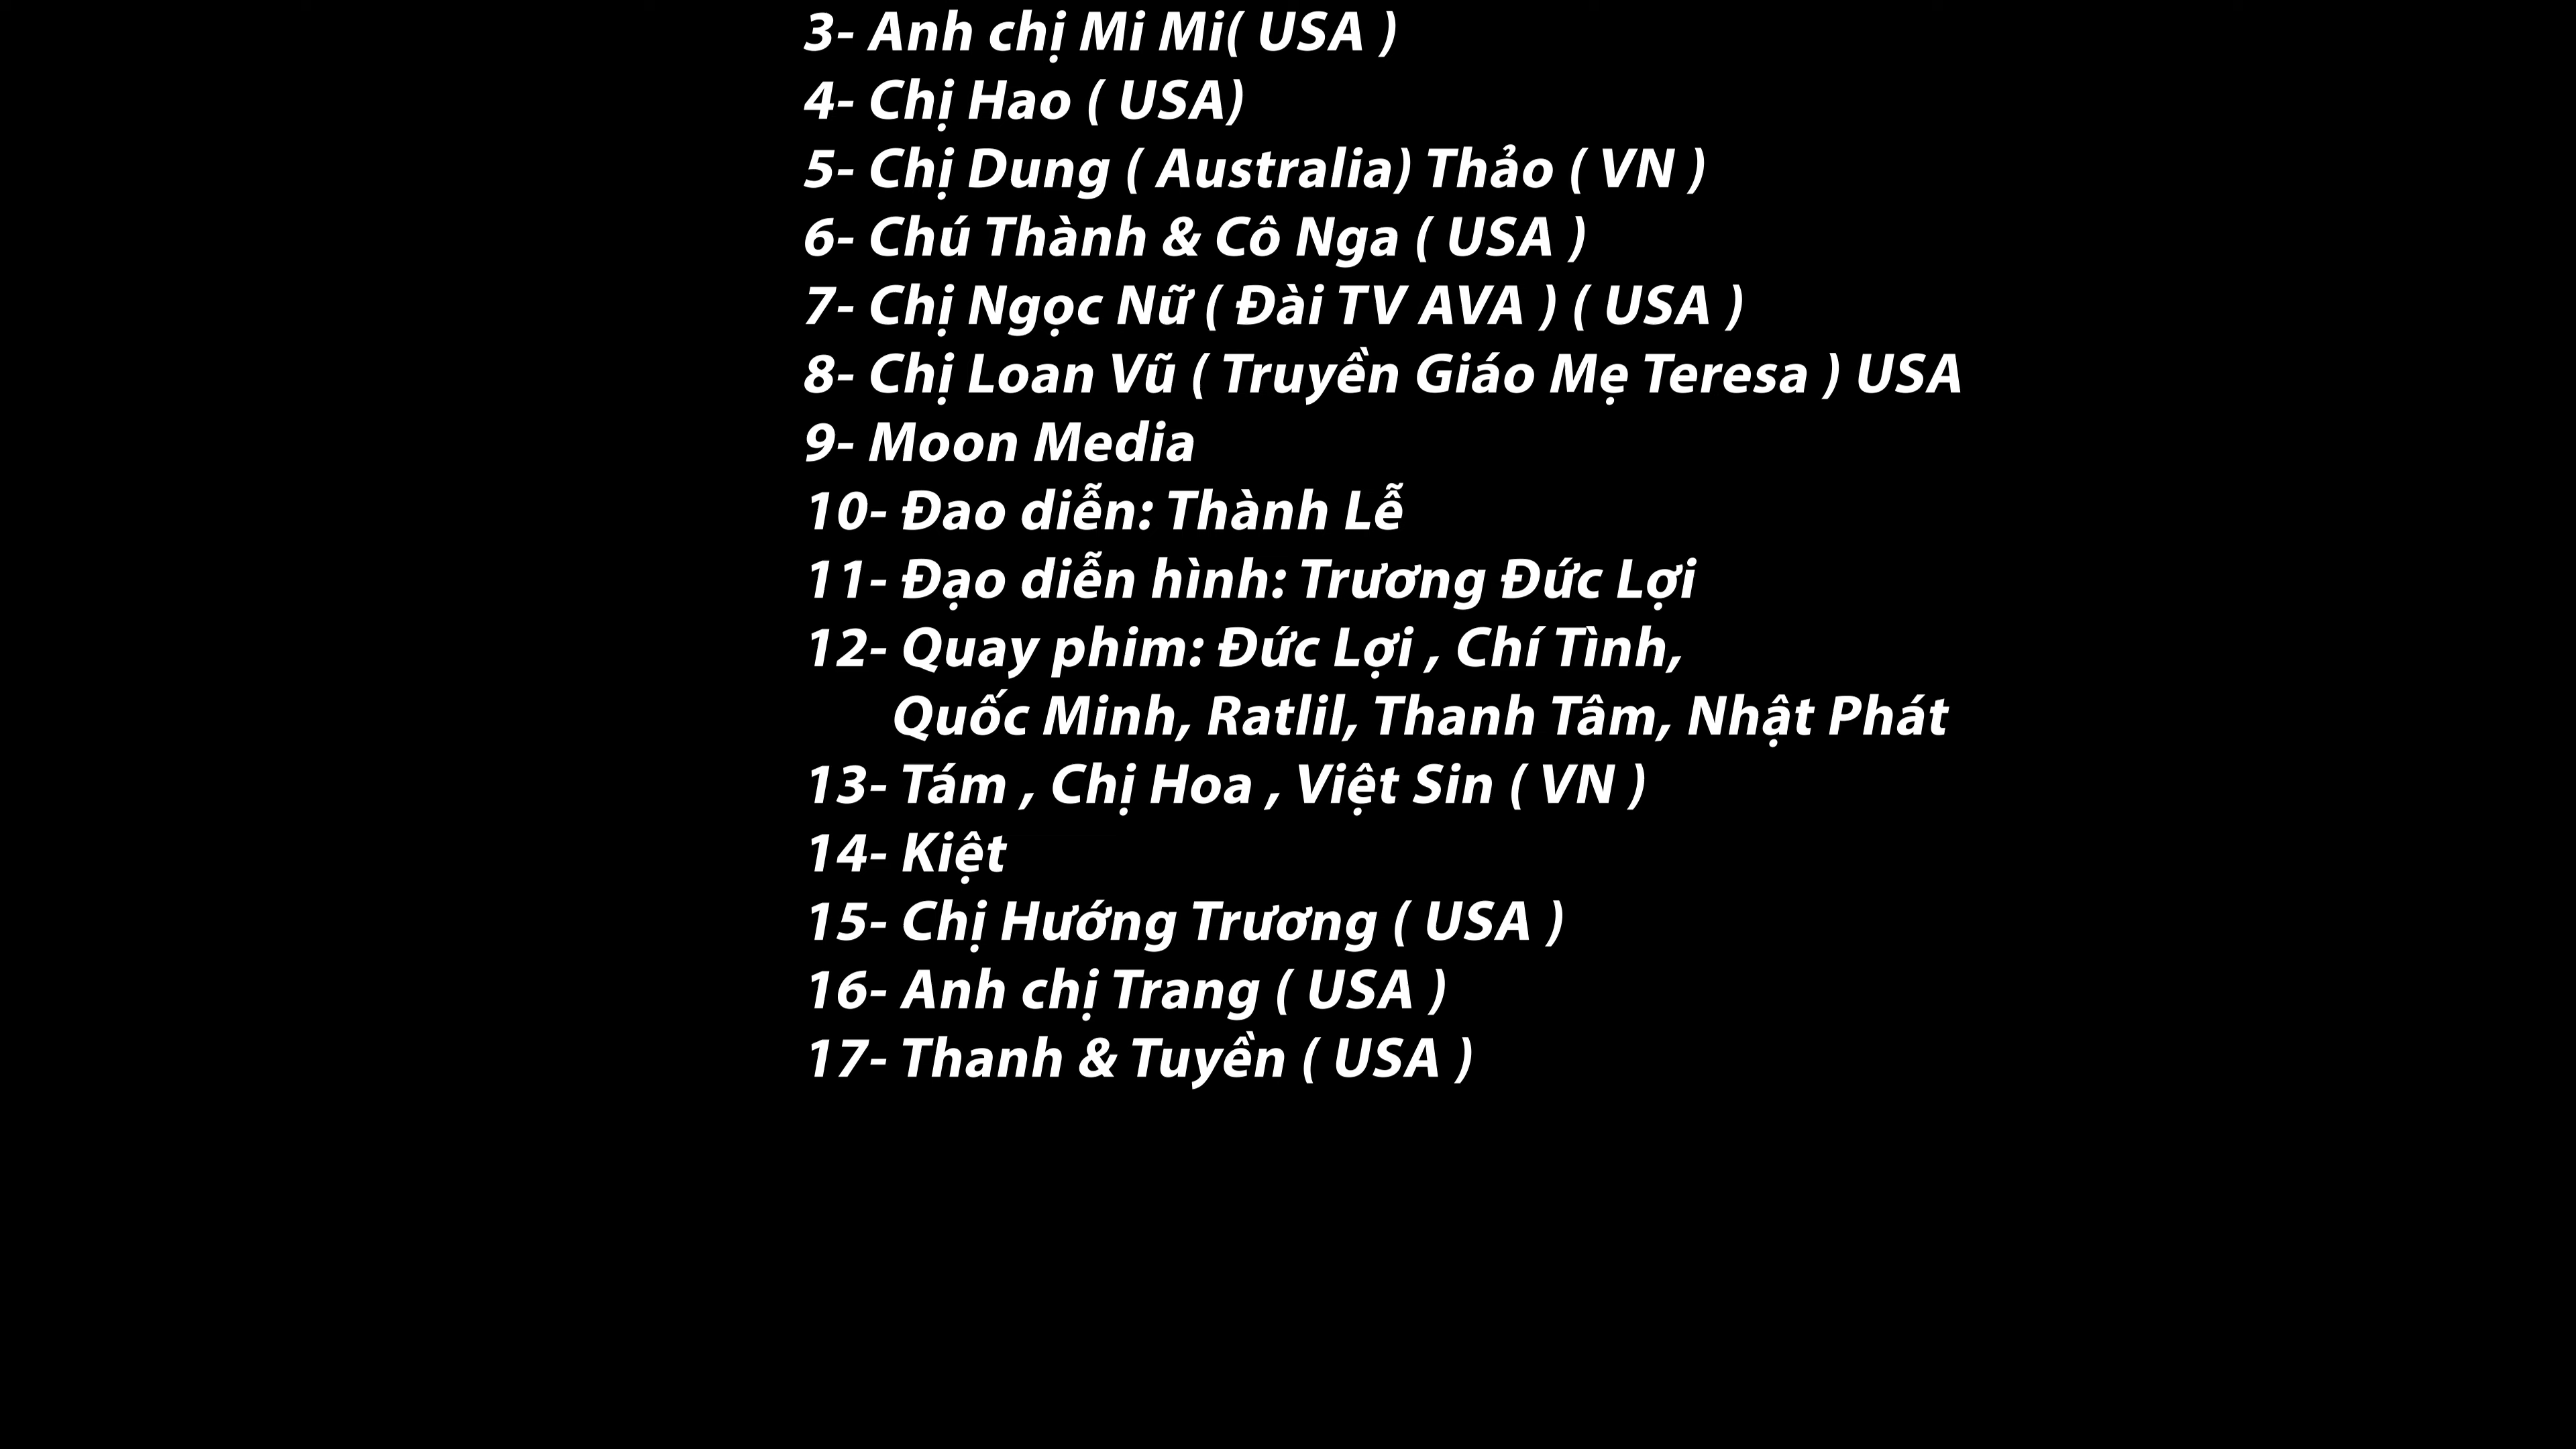 3- Anh chị Mi Mi( USA )
4- Chị Hao ( USA)
5- Chị Dung ( Australia) Thảo ( VN )
6- Chú Thành & Cô Nga ( USA )
7- Chị Ngọc Nữ ( Đài TV AVA ) ( USA )
8- Chị Loan Vũ ( Truyền Giáo Mẹ Teresa ) USA
9- Moon Media
10- Đao diễn: Thành Lễ
11- Đạo diễn hình: Trương Đức Lợi
12- Quay phim: Đức Lợi , Chí Tình,
Quốc Minh, Ratlil, Thanh Tâm, Nhật Phát
13- Tám , Chị Hoa , Việt Sin ( VN )
14- Kiệt
15- Chị Hướng Trương ( USA )
16- Anh chị Trang ( USA )
17- Thanh & Tuyền ( USA )